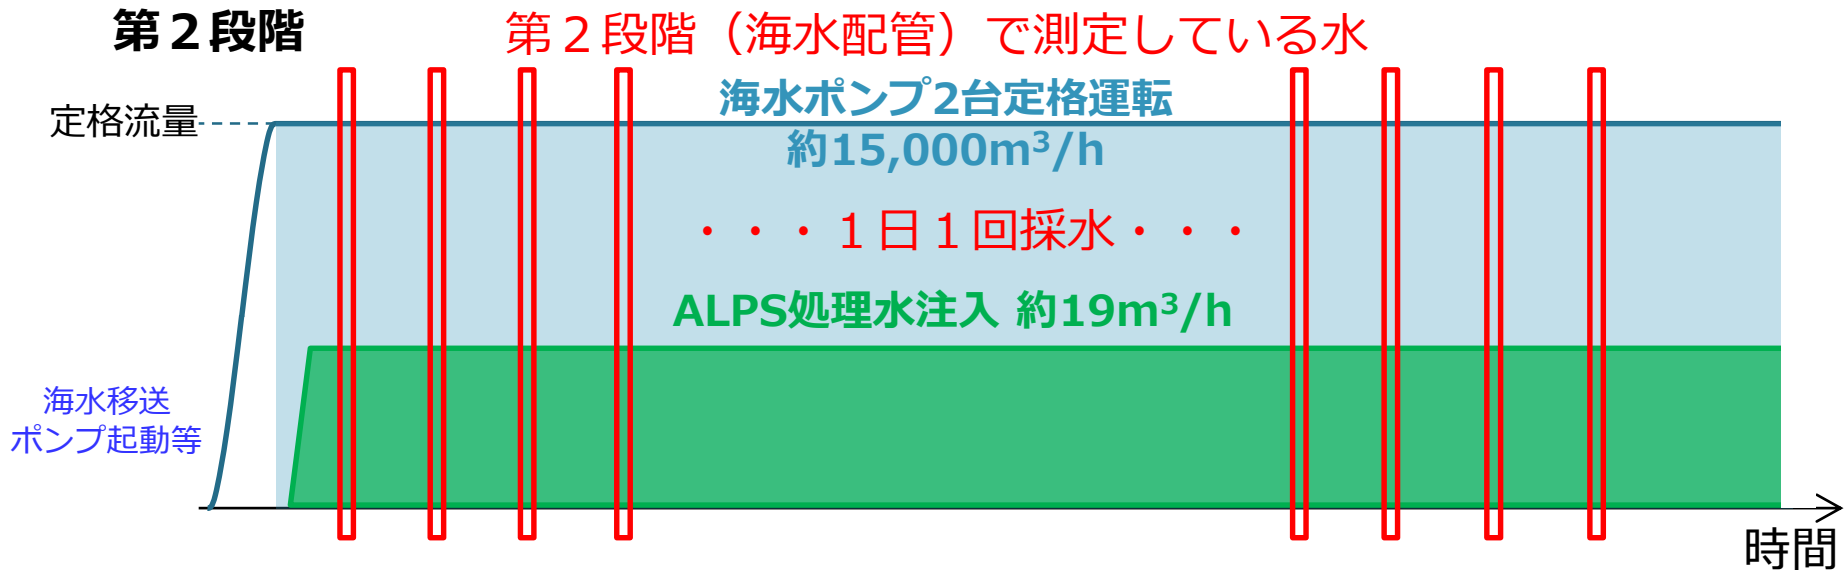 第２段階
第２段階（海水配管）で測定している水
定格流量
海水ポンプ2台定格運転
約15,000m³/h
・・・１日１回採水・・・
ALPS処理水注入 約19m³/h
海水移送
ポンプ起動等
時間